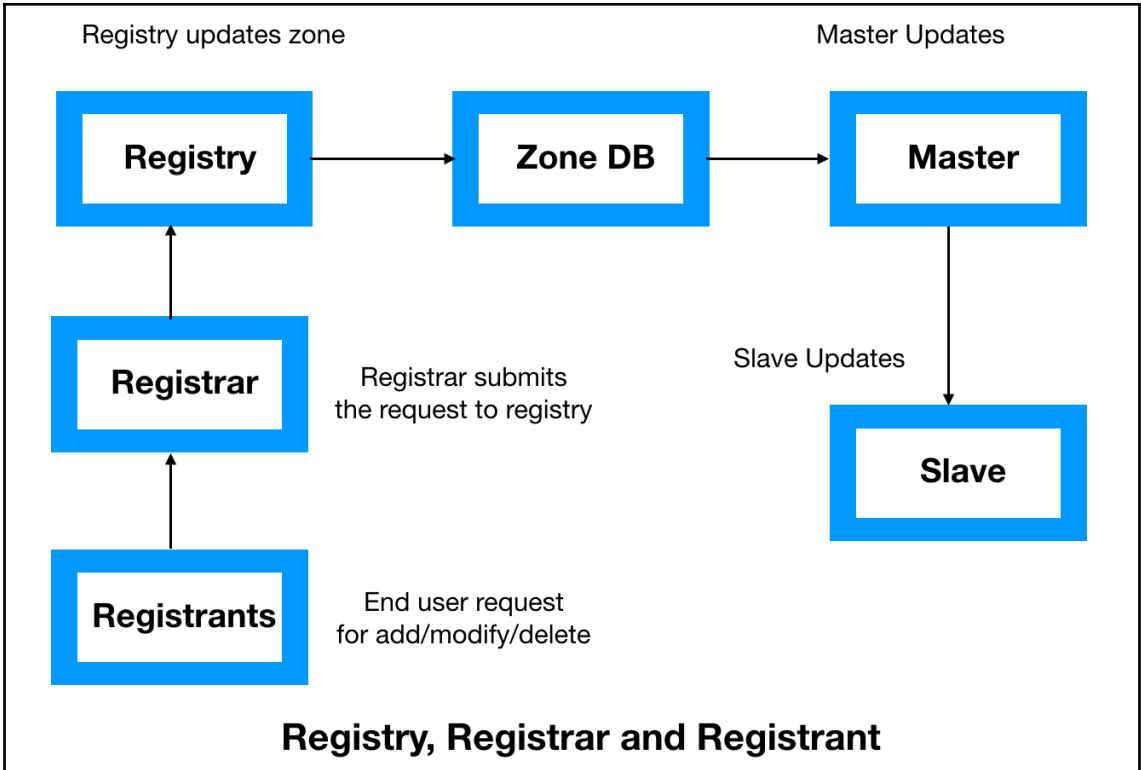 Registry updates zone
Master Updates
Registry
Zone DB
Master
Registrar
Registrar submits
the request to registry
Slave Updates
Slave
Registrants
End user request
for add/modify/delete
Registry, Registrar and Registrant